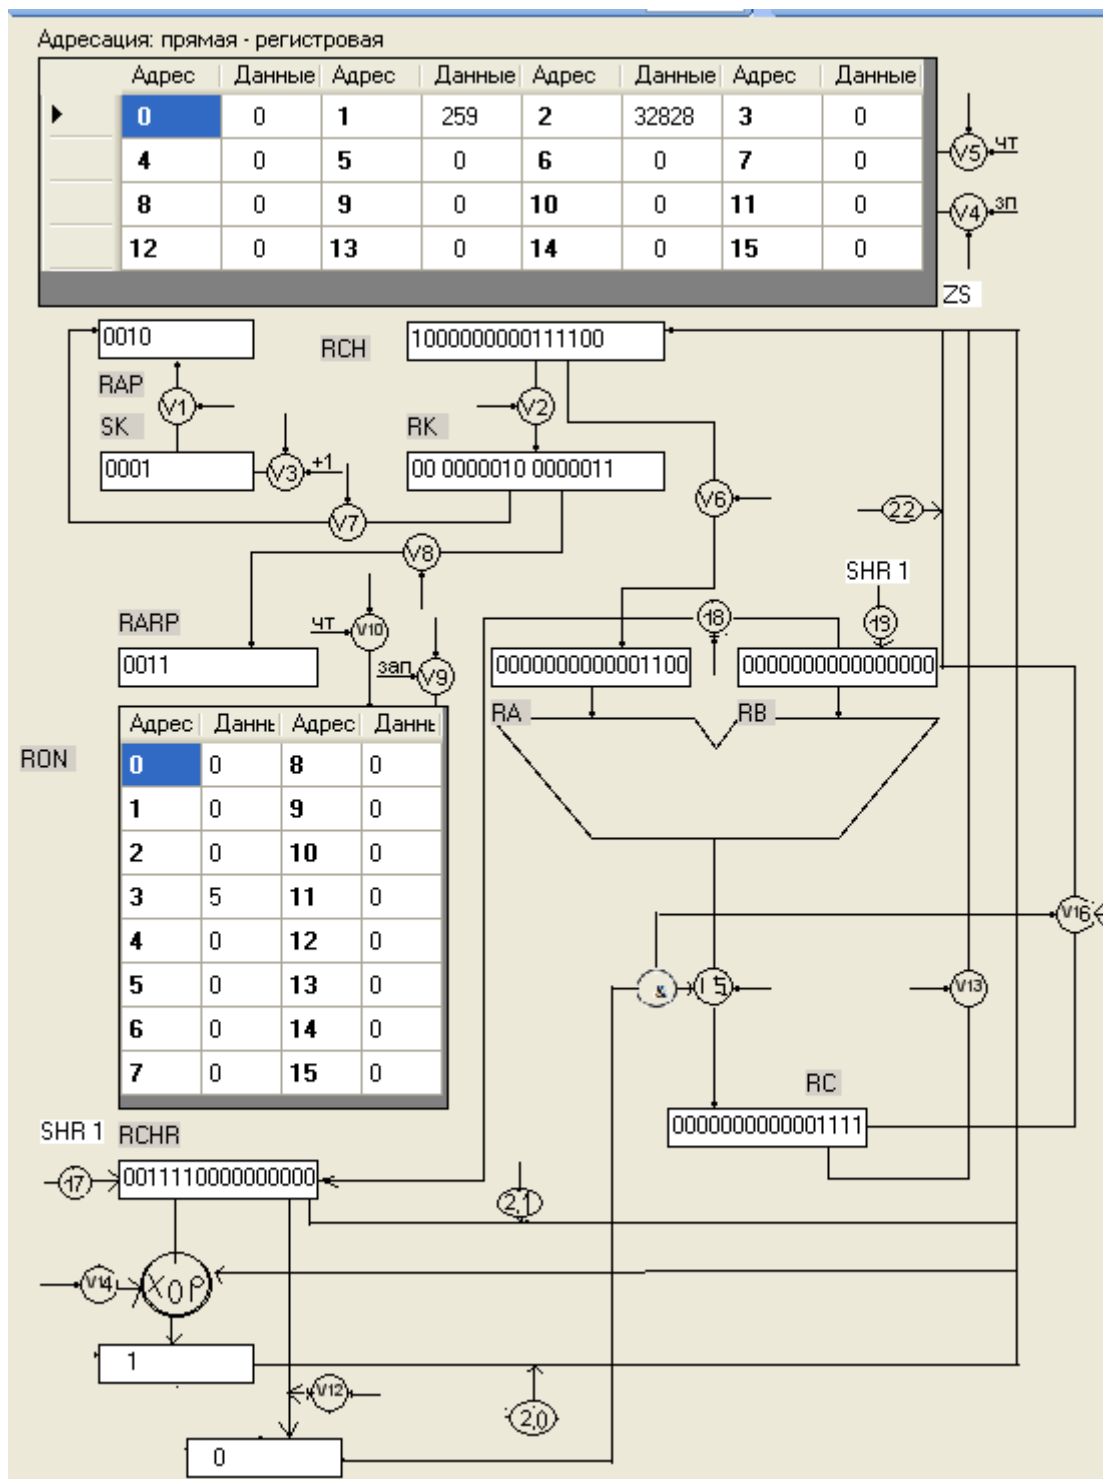 Адресация: прямая - регистровая
Адрес Данные Адрес Данные Адрес Данные Адрес Данные
0 0 1 259 2 32828 3 0
4 0 5 0 6 0 7 0
8 0 9 0 10 0 11 0
12 0 13 0 14 0 15 0
V5 чт
V4 зп
ZS
0010
RCH
1000000000111100
RAP
V1
V2
SK
RK
0001
V3 +1
00 0000010 0000011
V6
22
V7
V8
SHR 1
RARP
чт V10
18
19
0011
зап V9
0000000000001100
0000000000000000
RA
RB
RON
Адрес Данны Адрес Данны
0 0 8 0
1 0 9 0
2 0 10 0
3 5 11 0
4 0 12 0
5 0 13 0
6 0 14 0
7 0 15 0
V16
& 15
V13
RC
0000000000001111
SHR 1 RCHR
17
0011110000000000
2,1
V14
XOP
1
V12
2,0
0